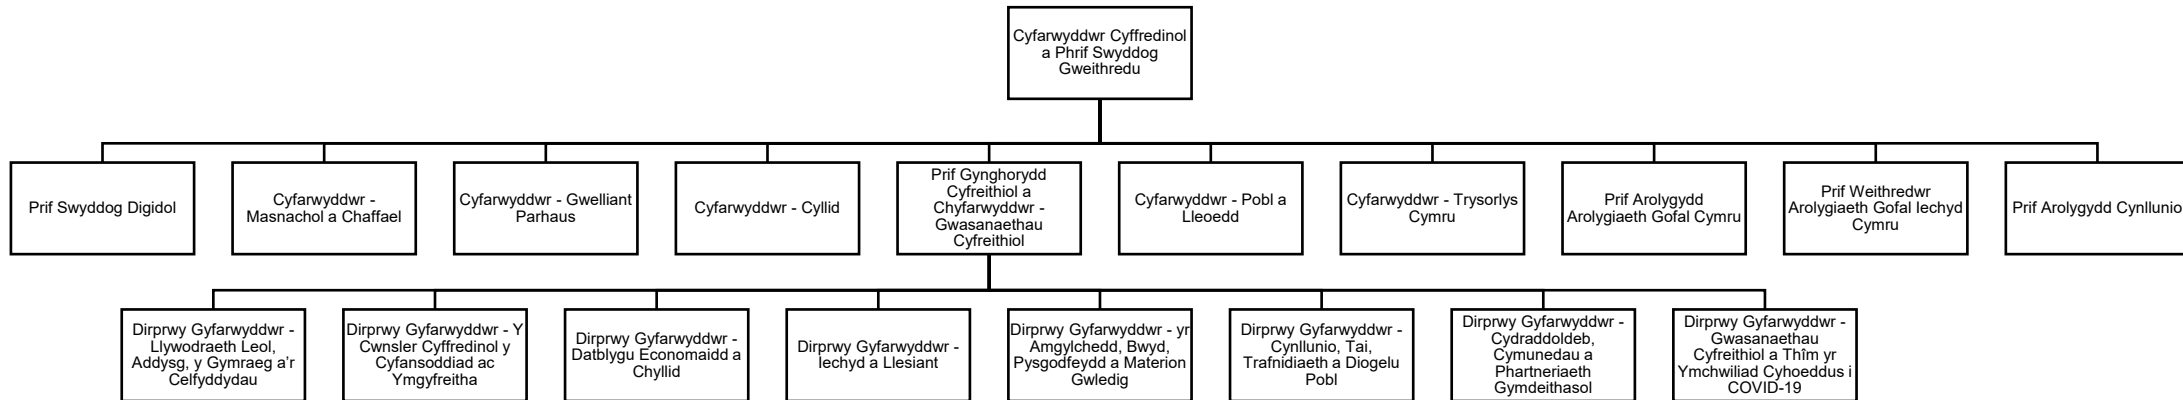 Cyfarwyddwr Cyffredinol
a Phrif Swyddog
Gweithredu
Prif Swyddog Digidol
Cyfarwyddwr -
Masnachol a Chaffael
Cyfarwyddwr - Gwelliant
Parhaus
Cyfarwyddwr - Cyllid
Prif Gynghorydd
Cyfreithiol a
Chyfarwyddwr -
Gwasanaethau
Cyfreithiol
Cyfarwyddwr - Pobl a
Lleoedd
Cyfarwyddwr - Trysorlys
Cymru
Prif Arolygydd
Arolygiaeth Gofal Cymru
Prif Weithredwr
Arolygiaeth Gofal Iechyd
Cymru
Prif Arolygydd Cynllunio
Dirprwy Gyfarwyddwr -
Llywodraeth Leol,
Addysg, y Gymraeg a’r
Celfyddydau
Dirprwy Gyfarwyddwr - Y
Cwnsler Cyffredinol y
Cyfansoddiad ac
Ymgyfreitha
Dirprwy Gyfarwyddwr -
Datblygu Economaidd a
Chyllid
Dirprwy Gyfarwyddwr -
Iechyd a Llesiant
Dirprwy Gyfarwyddwr - yr
Amgylchedd, Bwyd,
Pysgodfeydd a Materion
Gwledig
Dirprwy Gyfarwyddwr -
Cynllunio, Tai,
Trafnidiaeth a Diogelu
Pobl
Dirprwy Gyfarwyddwr -
Cydraddoldeb,
Cymunedau a
Phartneriaeth
Gymdeithasol
Dirprwy Gyfarwyddwr -
Gwasanaethau
Cyfreithiol a Thîm yr
Ymchwiliad Cyhoeddus i
COVID-19